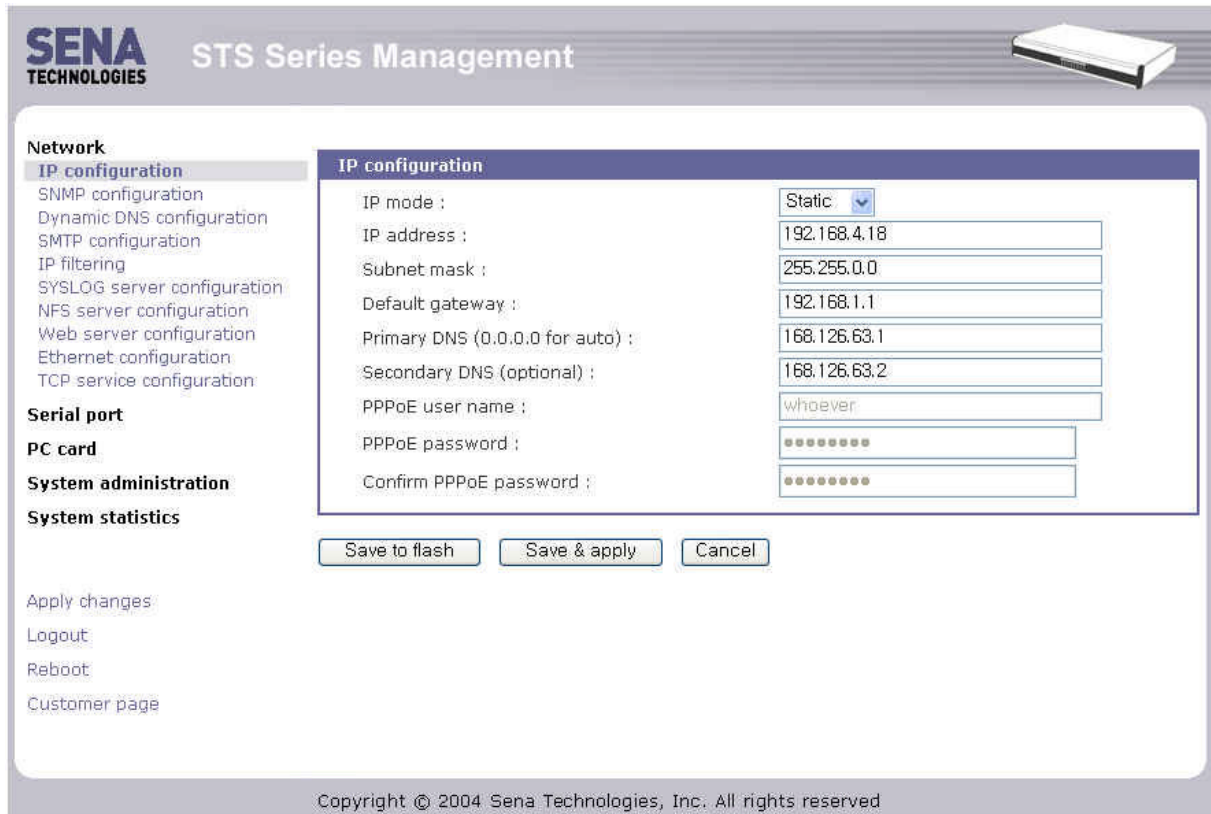 SENA
TECHNOLOGIES
STS Series Management
Network
IP configuration
SNMP configuration
Dynamic DNS configuration
SMTP configuration
IP filtering
SYSLOG server configuration
NFS server configuration
Web server configuration
Ethernet configuration
TCP service configuration
Serial port
PC card
System administration
System statistics
Apply changes
Logout
Reboot
Customer page
IP configuration
IP mode : Static
IP address : 192.168.4.18
Subnet mask : 255.255.0.0
Default gateway : 192.168.1.1
Primary DNS (0.0.0.0 for auto) : 168.126.63.1
Secondary DNS (optional) : 168.126.63.2
PPPoE user name : whoever
PPPoE password : ●●●●●●●●
Confirm PPPoE password : ●●●●●●●●
Save to flash Save & apply Cancel
Copyright © 2004 Sena Technologies, Inc. All rights reserved